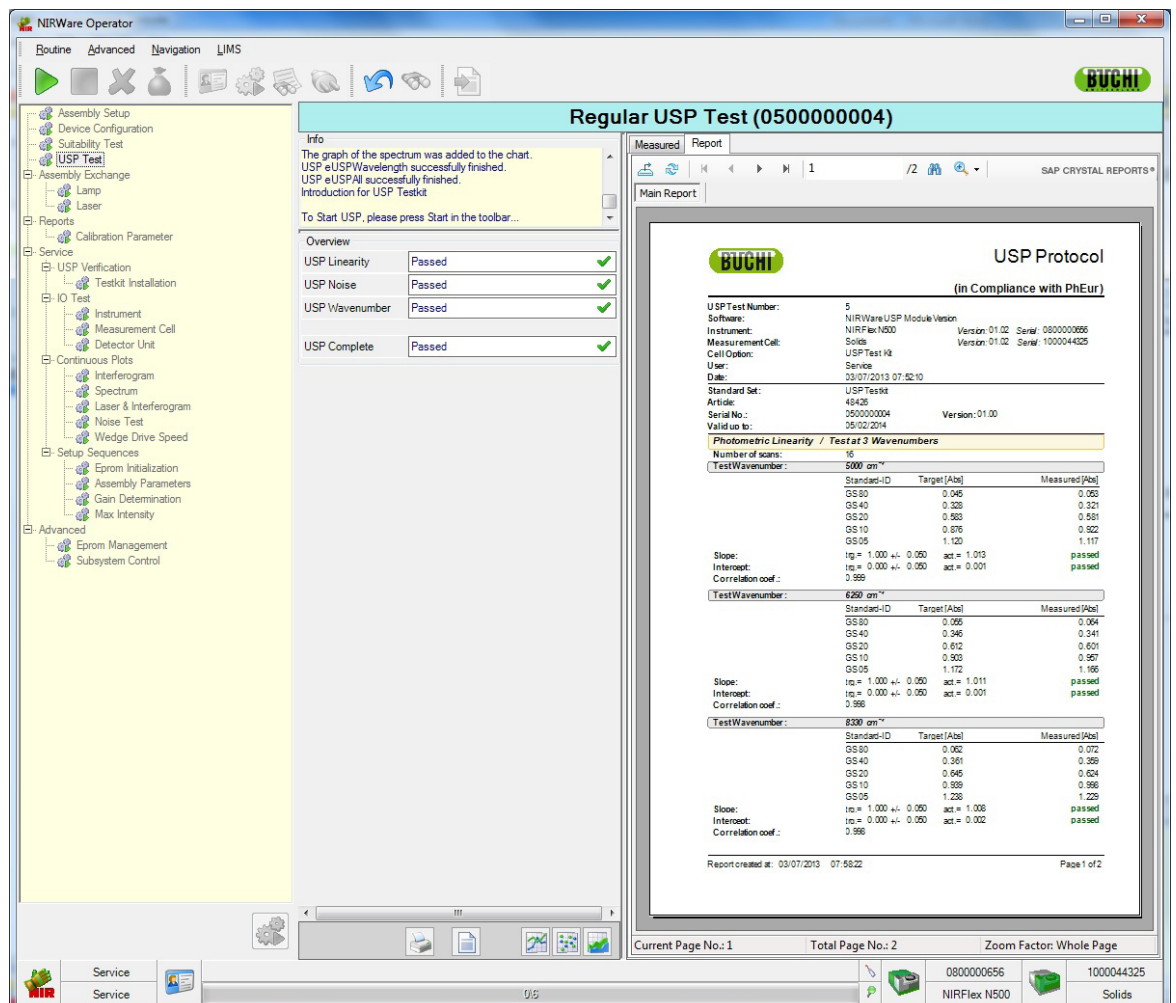 NIRWare Operator
Routine Advanced Navigation LIMS
BUCHI
Assembly Setup
Device Configuration
Suitability Test
USP Test
Assembly Exchange
Lamp
Laser
Reports
Calibration Parameter
Service
USP Verification
Testkit Installation
IO Test
Instrument
Measurement Cell
Detector Unit
Continuous Plots
Interferogram
Spectrum
Laser & Interferogram
Noise Test
Wedge Drive Speed
Setup Sequences
Eprom Initialization
Assembly Parameters
Gain Determination
Max Intensity
Advanced
Eprom Management
Subsystem Control
Regular USP Test (0500000004)
Info
The graph of the spectrum was added to the chart.
USP eUSPWavelength successfully finished.
USP eUSPAll successfully finished.
Introduction for USP Testkit
To Start USP, please press Start in the toolbar...
Overview
USP Linearity Passed
USP Noise Passed
USP Wavenumber Passed
USP Complete Passed
Measured Report
1 /2 SAP CRYSTAL REPORTS®
Main Report
BUCHI USP Protocol
(in Compliance with PhEur)
USP Test Number: 5
Software: NIRWare USP Module Version
Instrument: NIRFlex N500 Version: 01.02 Serial: 0800000656
Measurement Cell: Solids Version: 01.02 Serial: 1000044325
Cell Option: USP Test Kit
User: Service
Date: 03/07/2013 07:52:10
Standard Set: USP Testkit
Article: 48426
Serial No.: 0500000004 Version: 01.00
Valid up to: 05/02/2014
Photometric Linearity / Test at 3 Wavenumbers
Number of scans: 16
Test Wavenumber: 5000 cm⁻¹
Standard-ID Target [Abs] Measured [Abs]
GS80 0.045 0.053
GS40 0.328 0.321
GS20 0.583 0.581
GS10 0.876 0.922
GS05 1.120 1.117
Slope: trg.= 1.000 +/- 0.050 act.= 1.013 passed
Intercept: trg.= 0.000 +/- 0.050 act.= 0.001 passed
Correlation coef.: 0.999
Test Wavenumber: 6250 cm⁻¹
Standard-ID Target [Abs] Measured [Abs]
GS80 0.055 0.064
GS40 0.346 0.341
GS20 0.612 0.601
GS10 0.903 0.957
GS05 1.172 1.166
Slope: trg.= 1.000 +/- 0.050 act.= 1.011 passed
Intercept: trg.= 0.000 +/- 0.050 act.= 0.001 passed
Correlation coef.: 0.998
Test Wavenumber: 8330 cm⁻¹
Standard-ID Target [Abs] Measured [Abs]
GS80 0.062 0.072
GS40 0.361 0.359
GS20 0.645 0.624
GS10 0.939 0.998
GS05 1.238 1.229
Slope: trg.= 1.000 +/- 0.050 act.= 1.008 passed
Intercept: trg.= 0.000 +/- 0.050 act.= 0.002 passed
Correlation coef.: 0.998
Report created at: 03/07/2013 07:58:22 Page 1 of 2
Current Page No.: 1 Total Page No.: 2 Zoom Factor: Whole Page
NIR Service 0800000656 1000044325
Service 0/6 NIRFlex N500 Solids